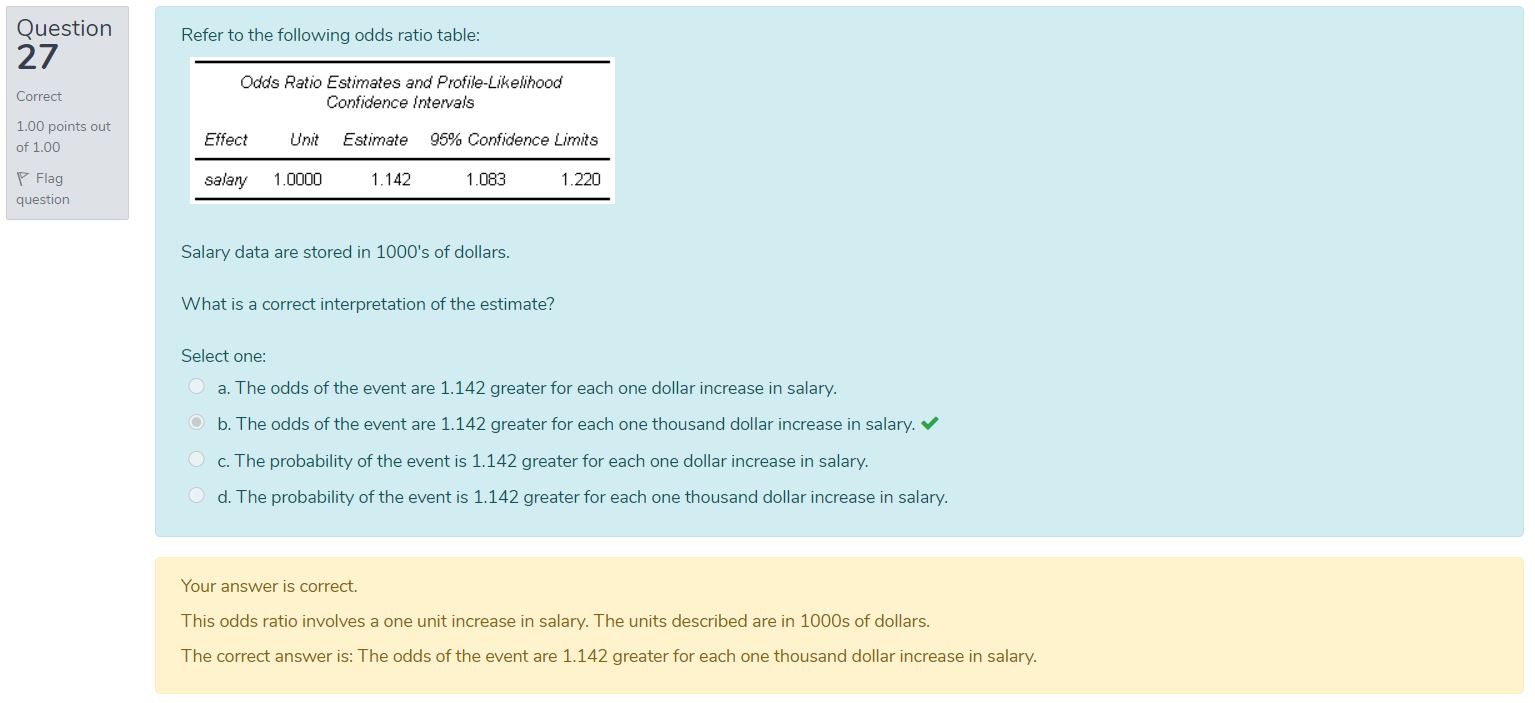 Question
27
Correct
1.00 points out
of 1.00
Flag
question
Refer to the following odds ratio table:
Odds Ratio Estimates and Profile-Likelihood
Confidence Intervals
Effect Unit Estimate 95% Confidence Limits
salary 1.0000 1.142 1.083 1.220
Salary data are stored in 1000's of dollars.
What is a correct interpretation of the estimate?
Select one:
a. The odds of the event are 1.142 greater for each one dollar increase in salary.
b. The odds of the event are 1.142 greater for each one thousand dollar increase in salary.
c. The probability of the event is 1.142 greater for each one dollar increase in salary.
d. The probability of the event is 1.142 greater for each one thousand dollar increase in salary.
Your answer is correct.
This odds ratio involves a one unit increase in salary. The units described are in 1000s of dollars.
The correct answer is: The odds of the event are 1.142 greater for each one thousand dollar increase in salary.